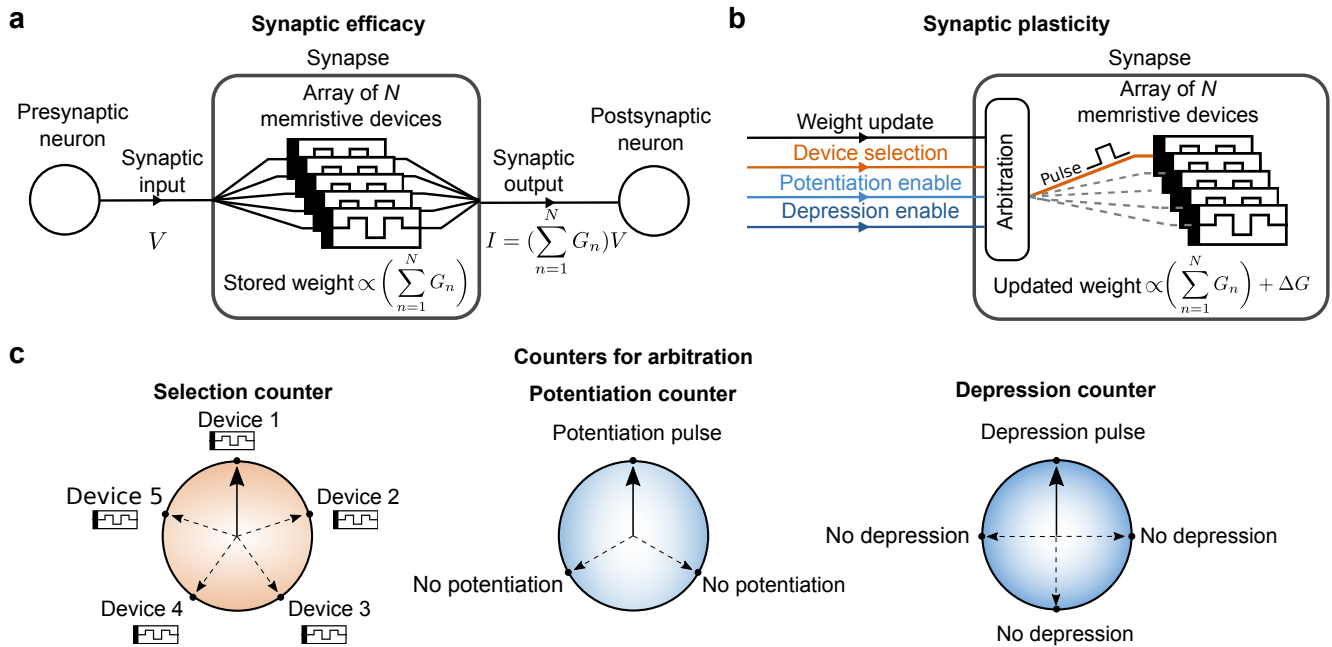 a
Synaptic efficacy
Synapse
Array of N
memristive devices
Presynaptic
neuron
Synaptic
input
V
Synaptic
output
I = (\sum_{n=1}^{N} G_n)V
Postsynaptic
neuron
Stored weight ∝ (\sum_{n=1}^{N} G_n)
b
Synaptic plasticity
Synapse
Array of N
memristive devices
Weight update
Device selection
Potentiation enable
Depression enable
Arbitration
Pulse
Updated weight ∝ (\sum_{n=1}^{N} G_n) + ΔG
c
Counters for arbitration
Selection counter
Device 1
Device 2
Device 3
Device 4
Device 5
Potentiation counter
Potentiation pulse
No potentiation
No potentiation
Depression counter
Depression pulse
No depression
No depression
No depression